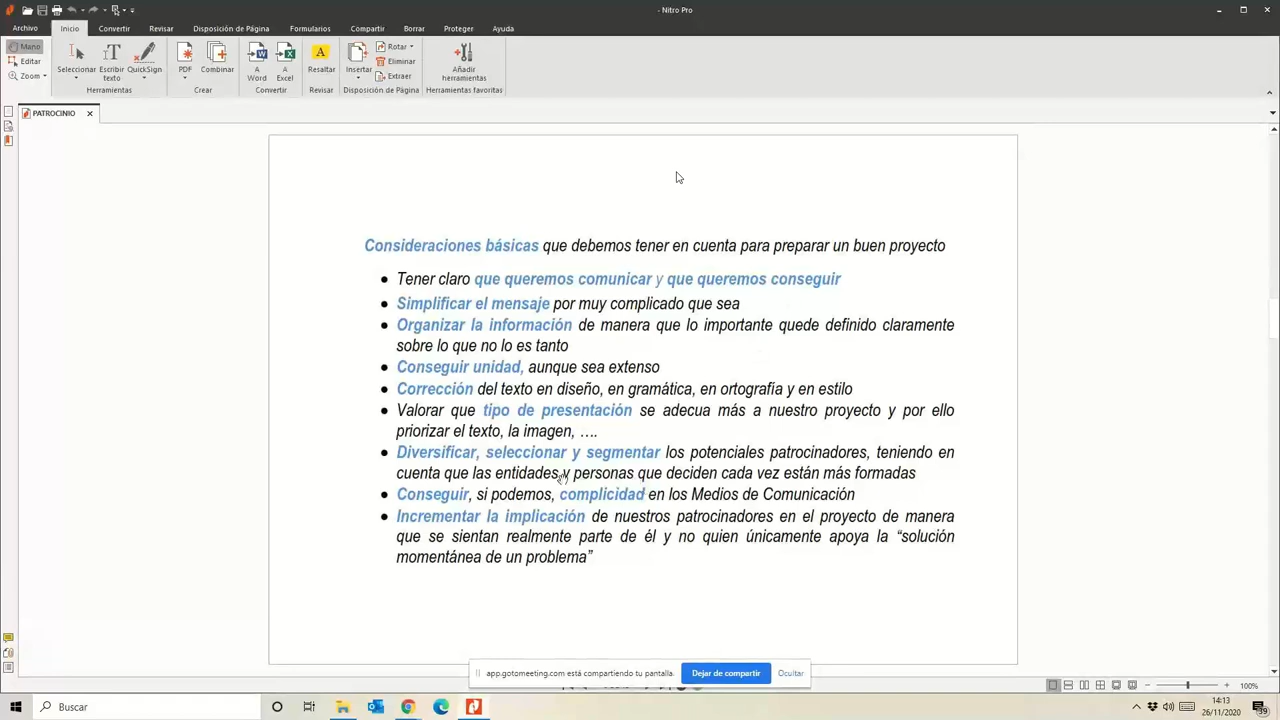 - Nitro Pro
Archivo Inicio Convertir Revisar Disposición de Página Formularios Compartir Borrar Proteger Ayuda
Mano
Editar
Zoom
Seleccionar
Escribir texto
QuickSign
Herramientas
PDF
Combinar
Crear
A Word
A Excel
Convertir
Resaltar
Revisar
Insertar
Rotar
Eliminar
Extraer
Disposición de Página
Añadir herramientas
Herramientas favoritas
PATROCINIO
Consideraciones básicas que debemos tener en cuenta para preparar un buen proyecto
• Tener claro que queremos comunicar y que queremos conseguir
• Simplificar el mensaje por muy complicado que sea
• Organizar la información de manera que lo importante quede definido claramente
sobre lo que no lo es tanto
• Conseguir unidad, aunque sea extenso
• Corrección del texto en diseño, en gramática, en ortografía y en estilo
• Valorar que tipo de presentación se adecua más a nuestro proyecto y por ello
priorizar el texto, la imagen, ….
• Diversificar, seleccionar y segmentar los potenciales patrocinadores, teniendo en
cuenta que las entidades y personas que deciden cada vez están más formadas
• Conseguir, si podemos, complicidad en los Medios de Comunicación
• Incrementar la implicación de nuestros patrocinadores en el proyecto de manera
que se sientan realmente parte de él y no quien únicamente apoya la “solución
momentánea de un problema”
app.gotomeeting.com está compartiendo tu pantalla. Dejar de compartir Ocultar
100%
Buscar
14:13
26/11/2020
39